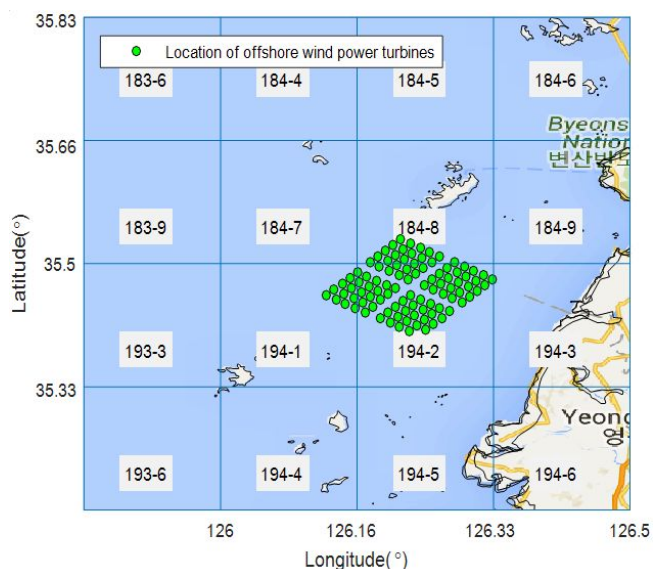 35.83
Location of offshore wind power turbines
183-6 184-4 184-5 184-6
Byeons
Nation
변산반도
35.66
183-9 184-7 184-8 184-9
35.5
193-3 194-1 194-2 194-3
35.33
Yeong
영
193-6 194-4 194-5 194-6
126 126.16 126.33 126.5
Longitude(°)
Latitude(°)